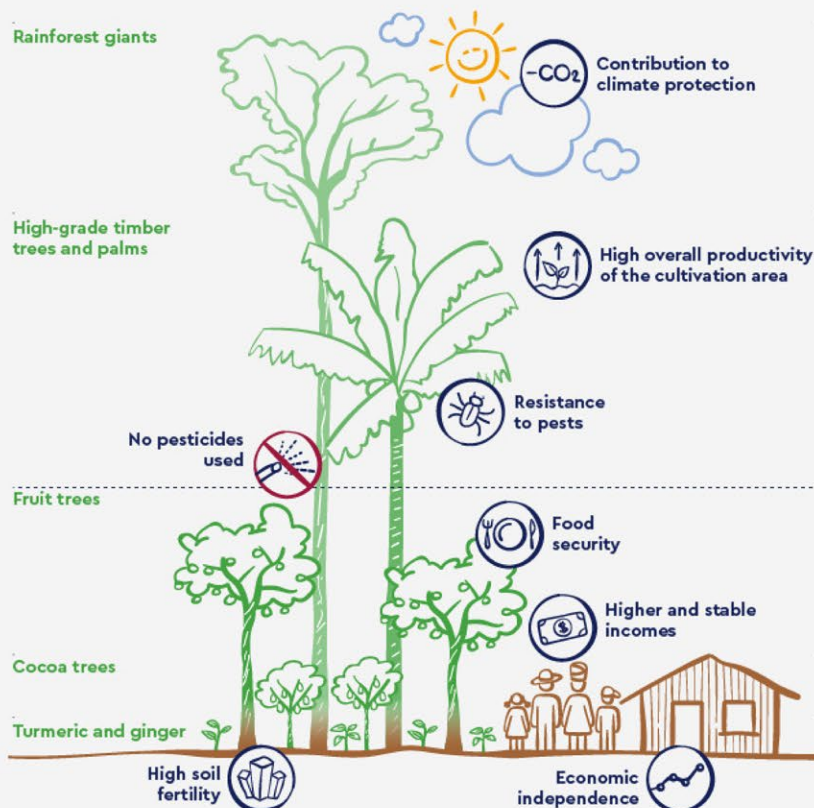 Rainforest giants
-CO₂
Contribution to
climate protection
High-grade timber
trees and palms
High overall productivity
of the cultivation area
Resistance
to pests
No pesticides
used
Fruit trees
Food
security
$
Higher and stable
incomes
Cocoa trees
Turmeric and ginger
High soil
fertility
Economic
independence